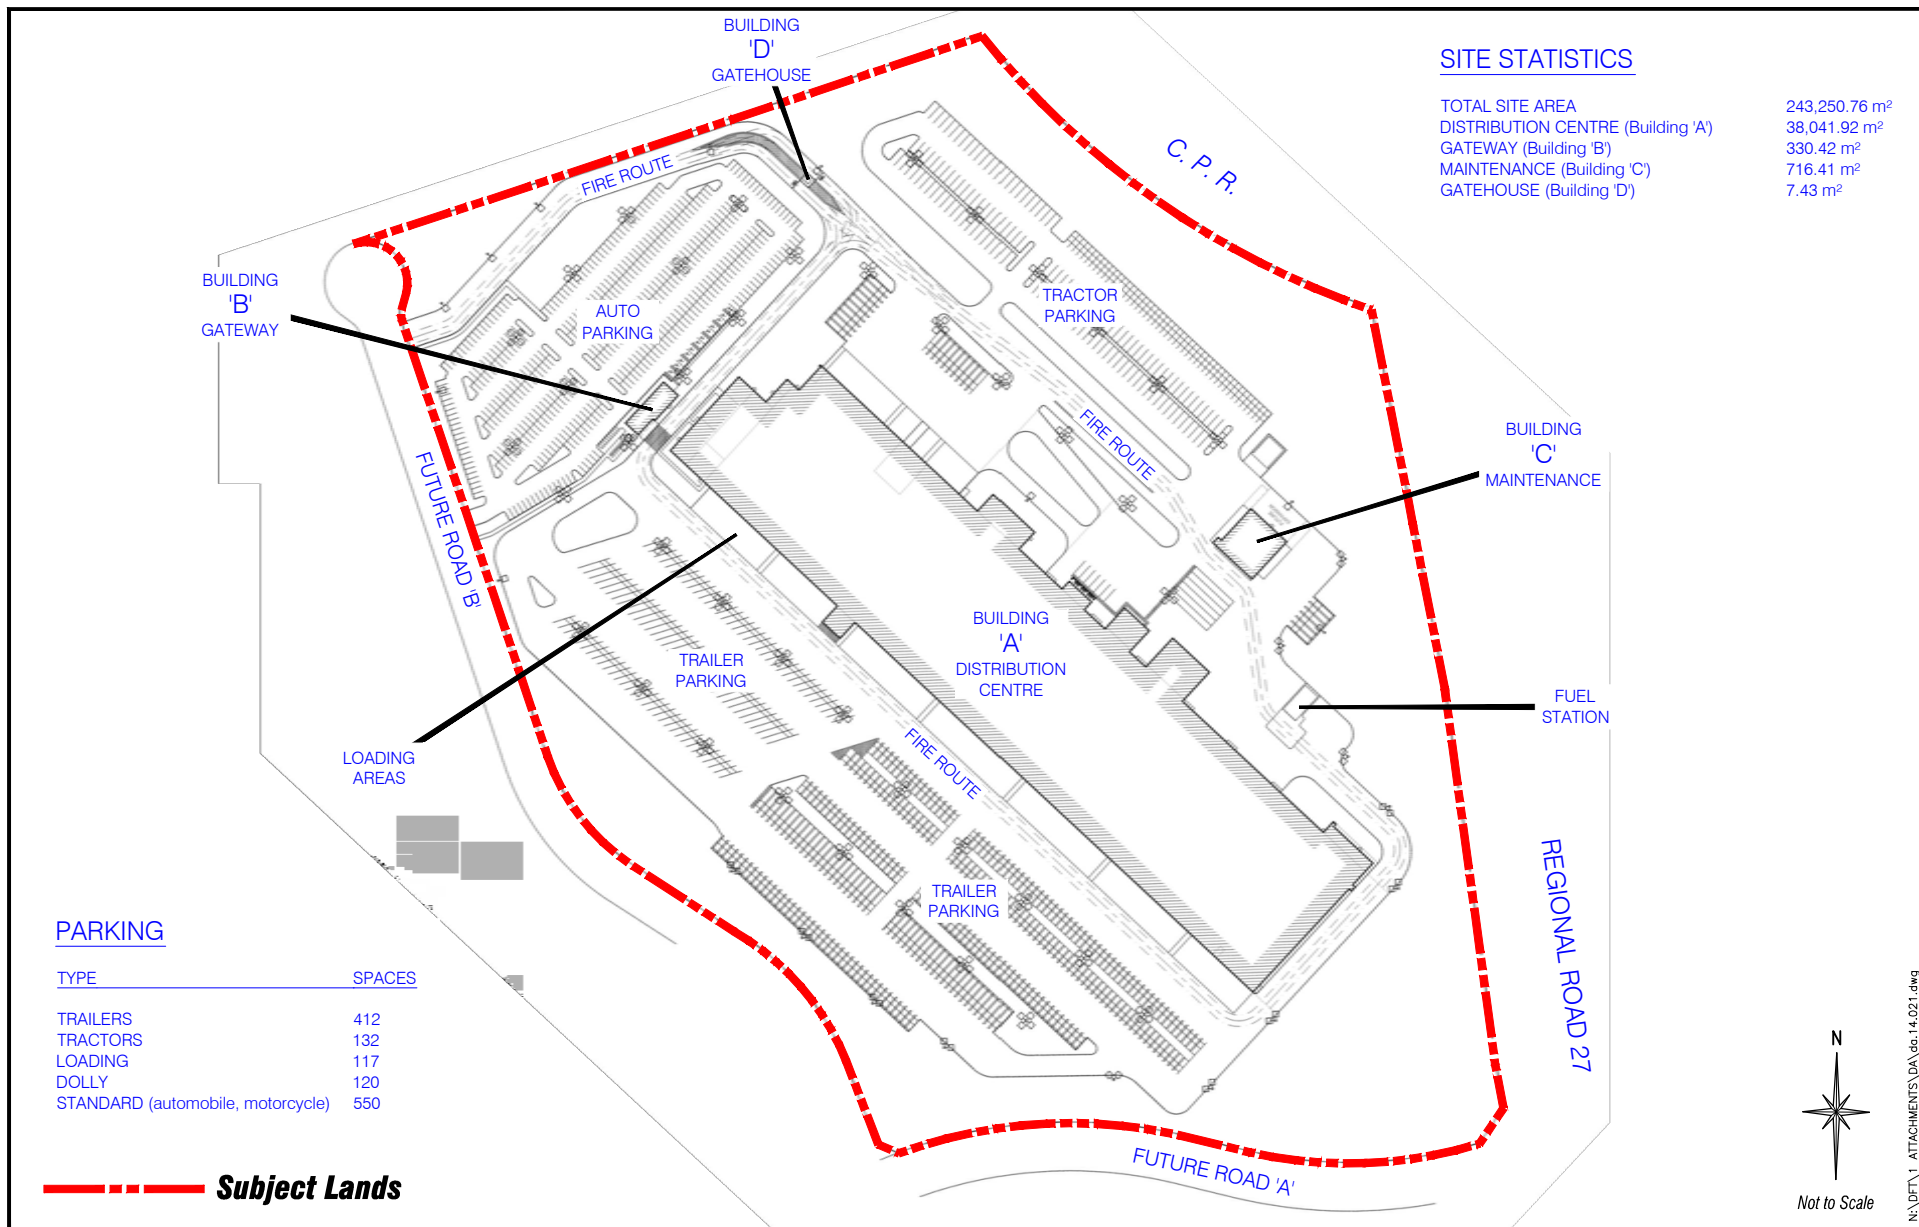 BUILDING
'D'
GATEHOUSE
SITE STATISTICS
TOTAL SITE AREA 243,250.76 m²
DISTRIBUTION CENTRE (Building 'A') 38,041.92 m²
GATEWAY (Building 'B') 330.42 m²
MAINTENANCE (Building 'C') 716.41 m²
GATEHOUSE (Building 'D') 7.43 m²
C. P. R.
FIRE ROUTE
BUILDING
'B'
GATEWAY
AUTO
PARKING
TRACTOR
PARKING
FIRE ROUTE
BUILDING
'C'
MAINTENANCE
FUTURE ROAD 'B'
BUILDING
'A'
DISTRIBUTION
CENTRE
TRAILER
PARKING
FUEL
STATION
LOADING
AREAS
FIRE ROUTE
TRAILER
PARKING
REGIONAL ROAD 27
PARKING
TYPE SPACES
TRAILERS 412
TRACTORS 132
LOADING 117
DOLLY 120
STANDARD (automobile, motorcycle) 550
Subject Lands
FUTURE ROAD 'A'
N
Not to Scale
N:\DFT\1 ATTACHMENTS\DA\da.14.021.dwg